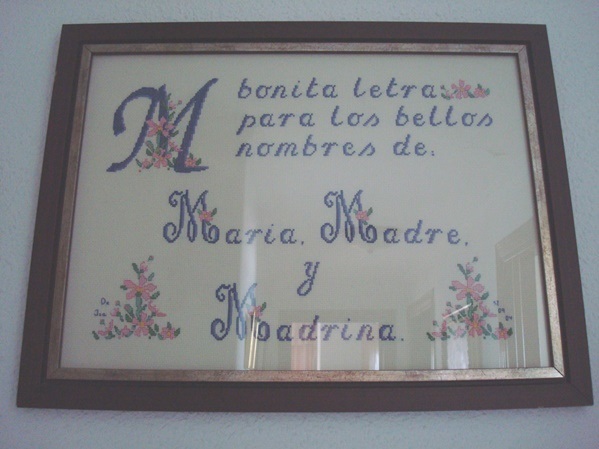 M bonita letra
para los bellos
nombres de:
Maria, Madre,
y
Madrina.